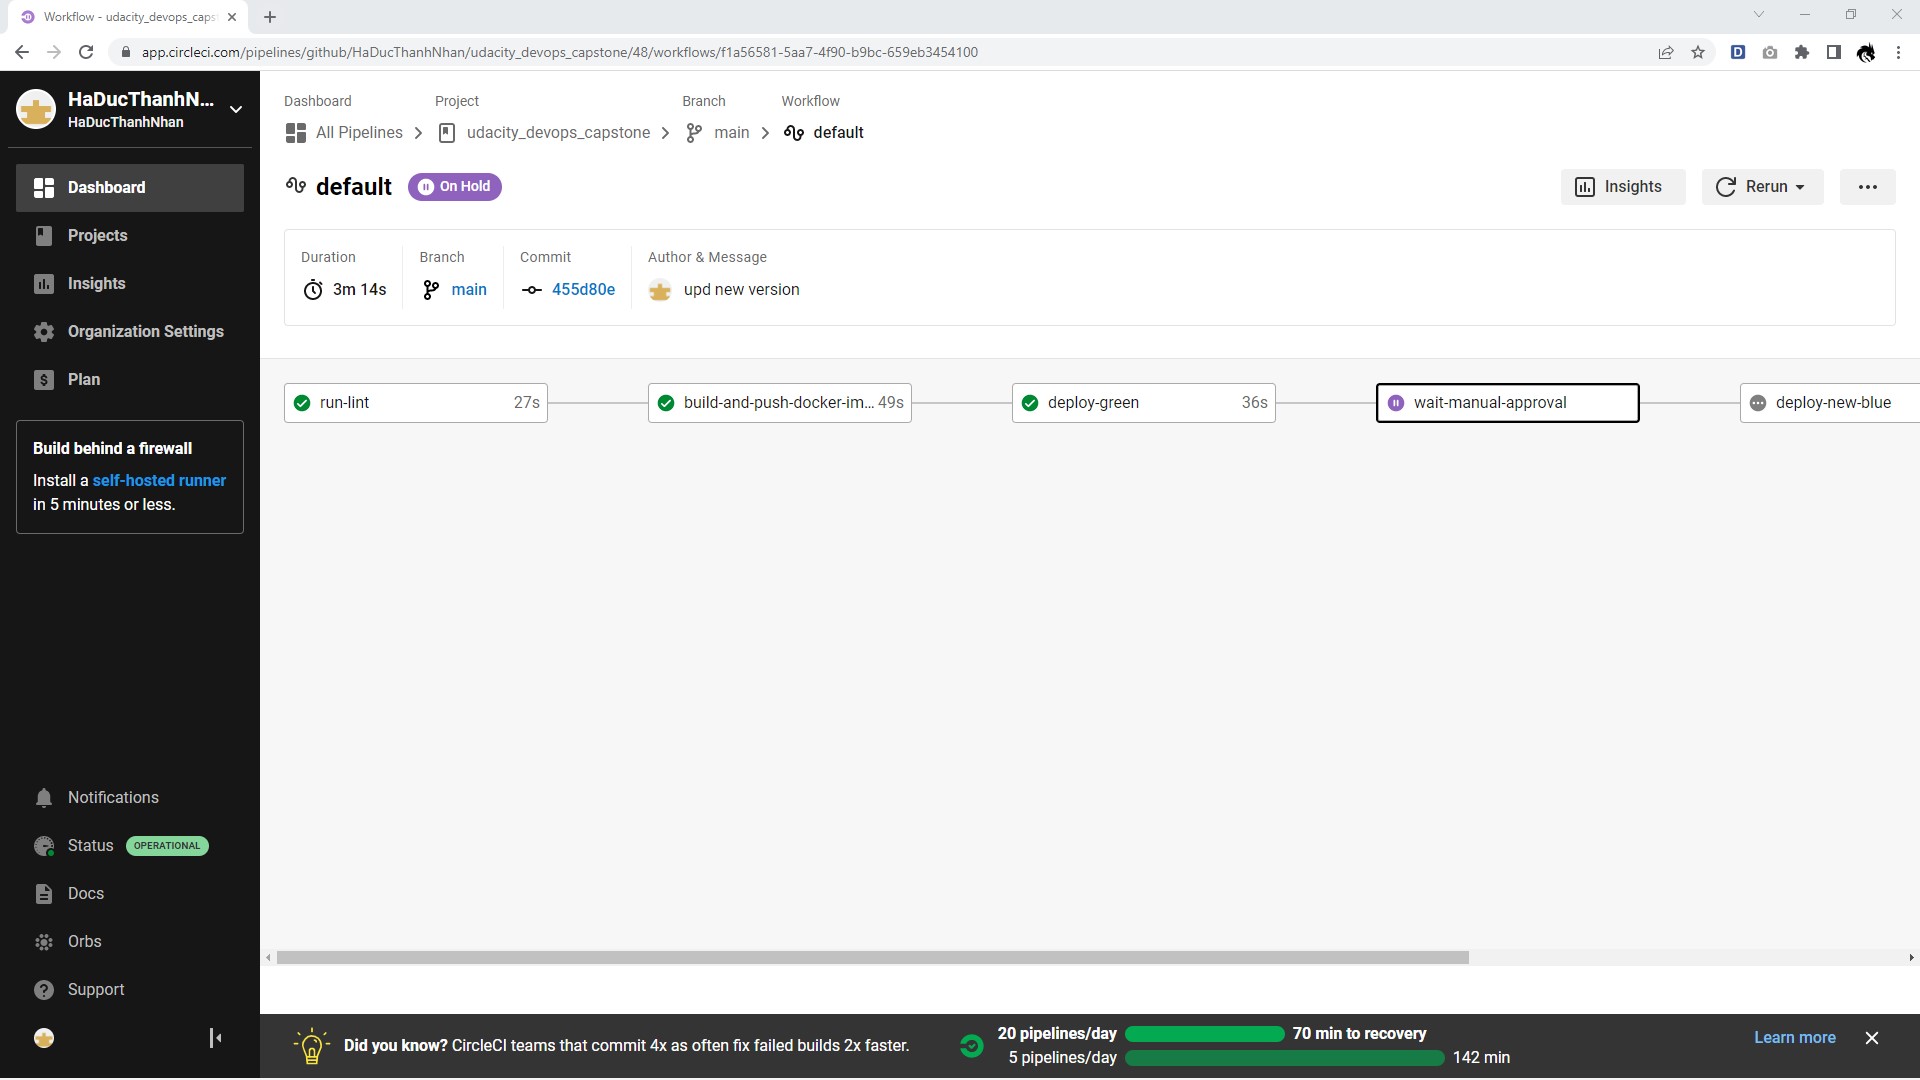 Workflow - udacity_devops_caps
app.circleci.com/pipelines/github/HaDucThanhNhan/udacity_devops_capstone/48/workflows/f1a56581-5aa7-4f90-b9bc-659eb3454100
D
HaDucThanhN...
HaDucThanhNhan
Dashboard
Projects
Insights
Organization Settings
Plan
Build behind a firewall
Install a self-hosted runner
in 5 minutes or less.
Notifications
Status OPERATIONAL
Docs
Orbs
Support
Dashboard Project Branch Workflow
All Pipelines udacity_devops_capstone main default
default On Hold
Insights Rerun
Duration Branch Commit Author & Message
3m 14s main 455d80e upd new version
run-lint 27s build-and-push-docker-im... 49s deploy-green 36s wait-manual-approval deploy-new-blue
Did you know? CircleCI teams that commit 4x as often fix failed builds 2x faster.
20 pipelines/day 70 min to recovery
5 pipelines/day 142 min
Learn more